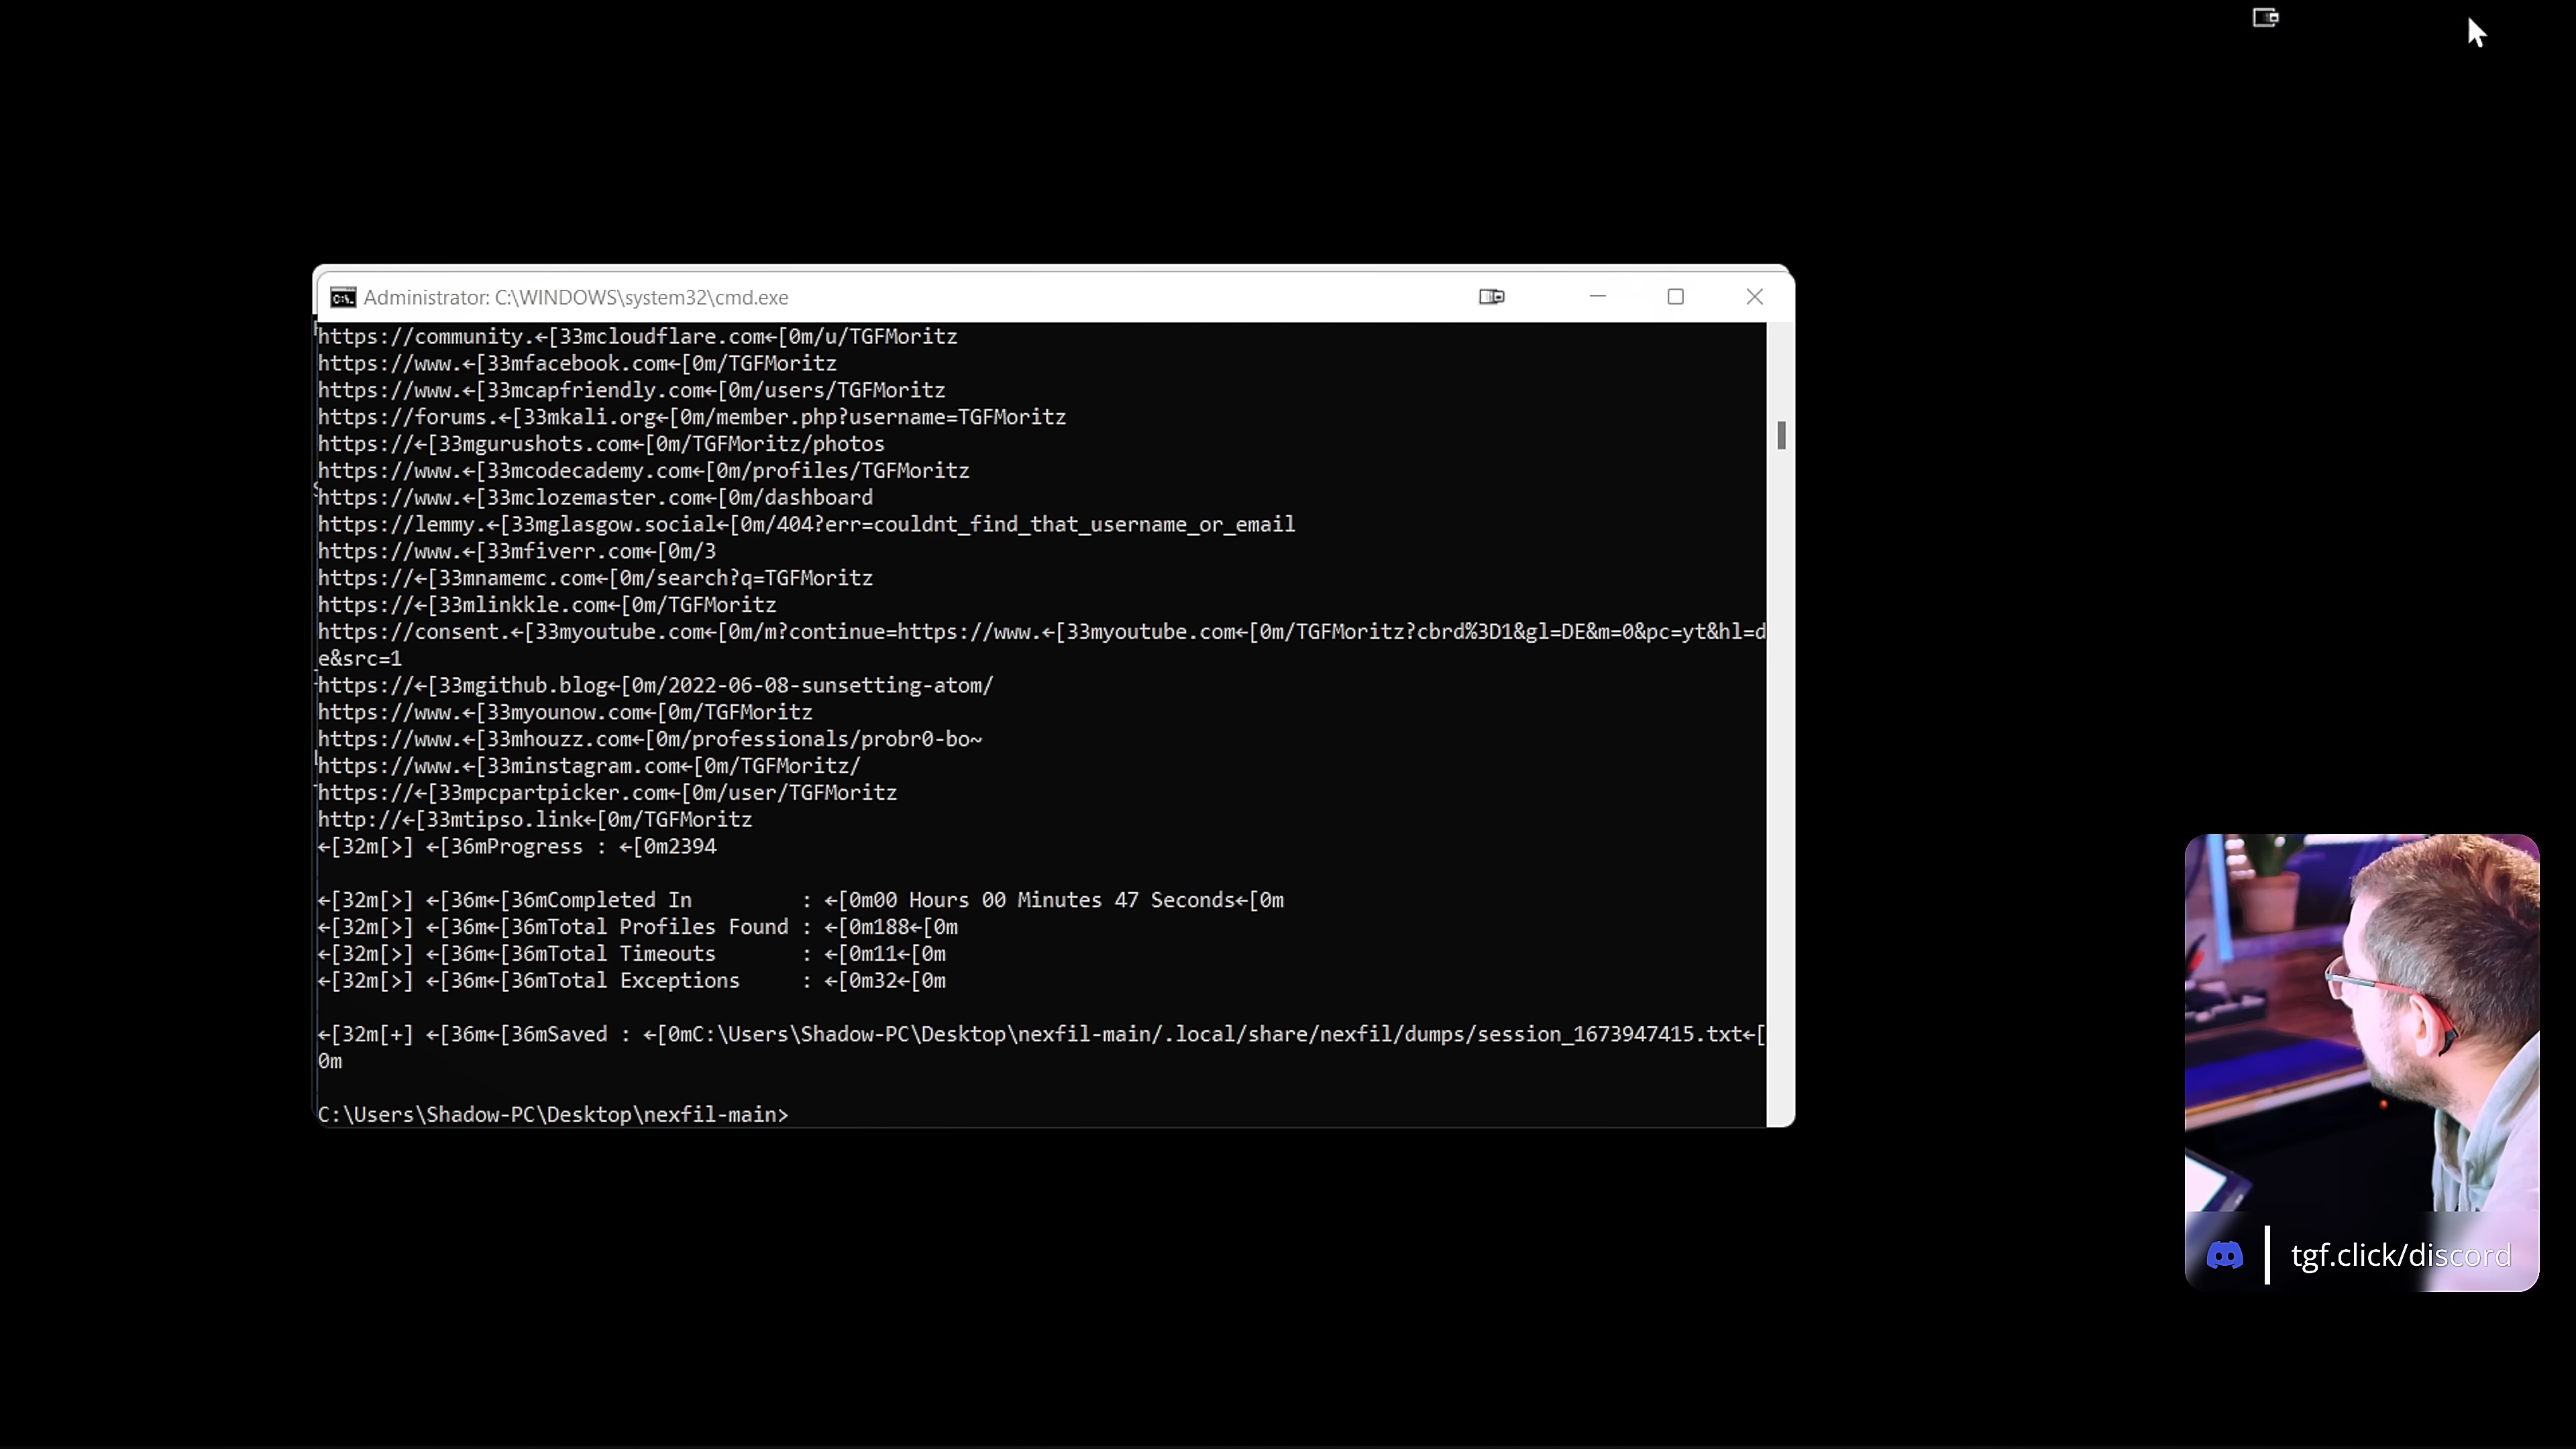 Administrator: C:\WINDOWS\system32\cmd.exe
https://community.←[33mcloudflare.com←[0m/u/TGFMoritz
https://www.←[33mfacebook.com←[0m/TGFMoritz
https://www.←[33mcapfriendly.com←[0m/users/TGFMoritz
https://forums.←[33mkali.org←[0m/member.php?username=TGFMoritz
https://←[33mgurushots.com←[0m/TGFMoritz/photos
https://www.←[33mcodecademy.com←[0m/profiles/TGFMoritz
https://www.←[33mclozemaster.com←[0m/dashboard
https://lemmy.←[33mglasgow.social←[0m/404?err=couldnt_find_that_username_or_email
https://www.←[33mfiverr.com←[0m/3
https://←[33mnamemc.com←[0m/search?q=TGFMoritz
https://←[33mlinkkle.com←[0m/TGFMoritz
https://consent.←[33myoutube.com←[0m/m?continue=https://www.←[33myoutube.com←[0m/TGFMoritz?cbrd%3D1&gl=DE&m=0&pc=yt&hl=d
e&src=1
https://←[33mgithub.blog←[0m/2022-06-08-sunsetting-atom/
https://www.←[33myounow.com←[0m/TGFMoritz
https://www.←[33mhouzz.com←[0m/professionals/probr0-bo~
https://www.←[33minstagram.com←[0m/TGFMoritz/
https://←[33mpcpartpicker.com←[0m/user/TGFMoritz
http://←[33mtipso.link←[0m/TGFMoritz
←[32m[>] ←[36mProgress : ←[0m2394
←[32m[>] ←[36m←[36mCompleted In : ←[0m00 Hours 00 Minutes 47 Seconds←[0m
←[32m[>] ←[36m←[36mTotal Profiles Found : ←[0m188←[0m
←[32m[>] ←[36m←[36mTotal Timeouts : ←[0m11←[0m
←[32m[>] ←[36m←[36mTotal Exceptions : ←[0m32←[0m
←[32m[+] ←[36m←[36mSaved : ←[0mC:\Users\Shadow-PC\Desktop\nexfil-main/.local/share/nexfil/dumps/session_1673947415.txt←[
0m
C:\Users\Shadow-PC\Desktop\nexfil-main>
tgf.click/discord